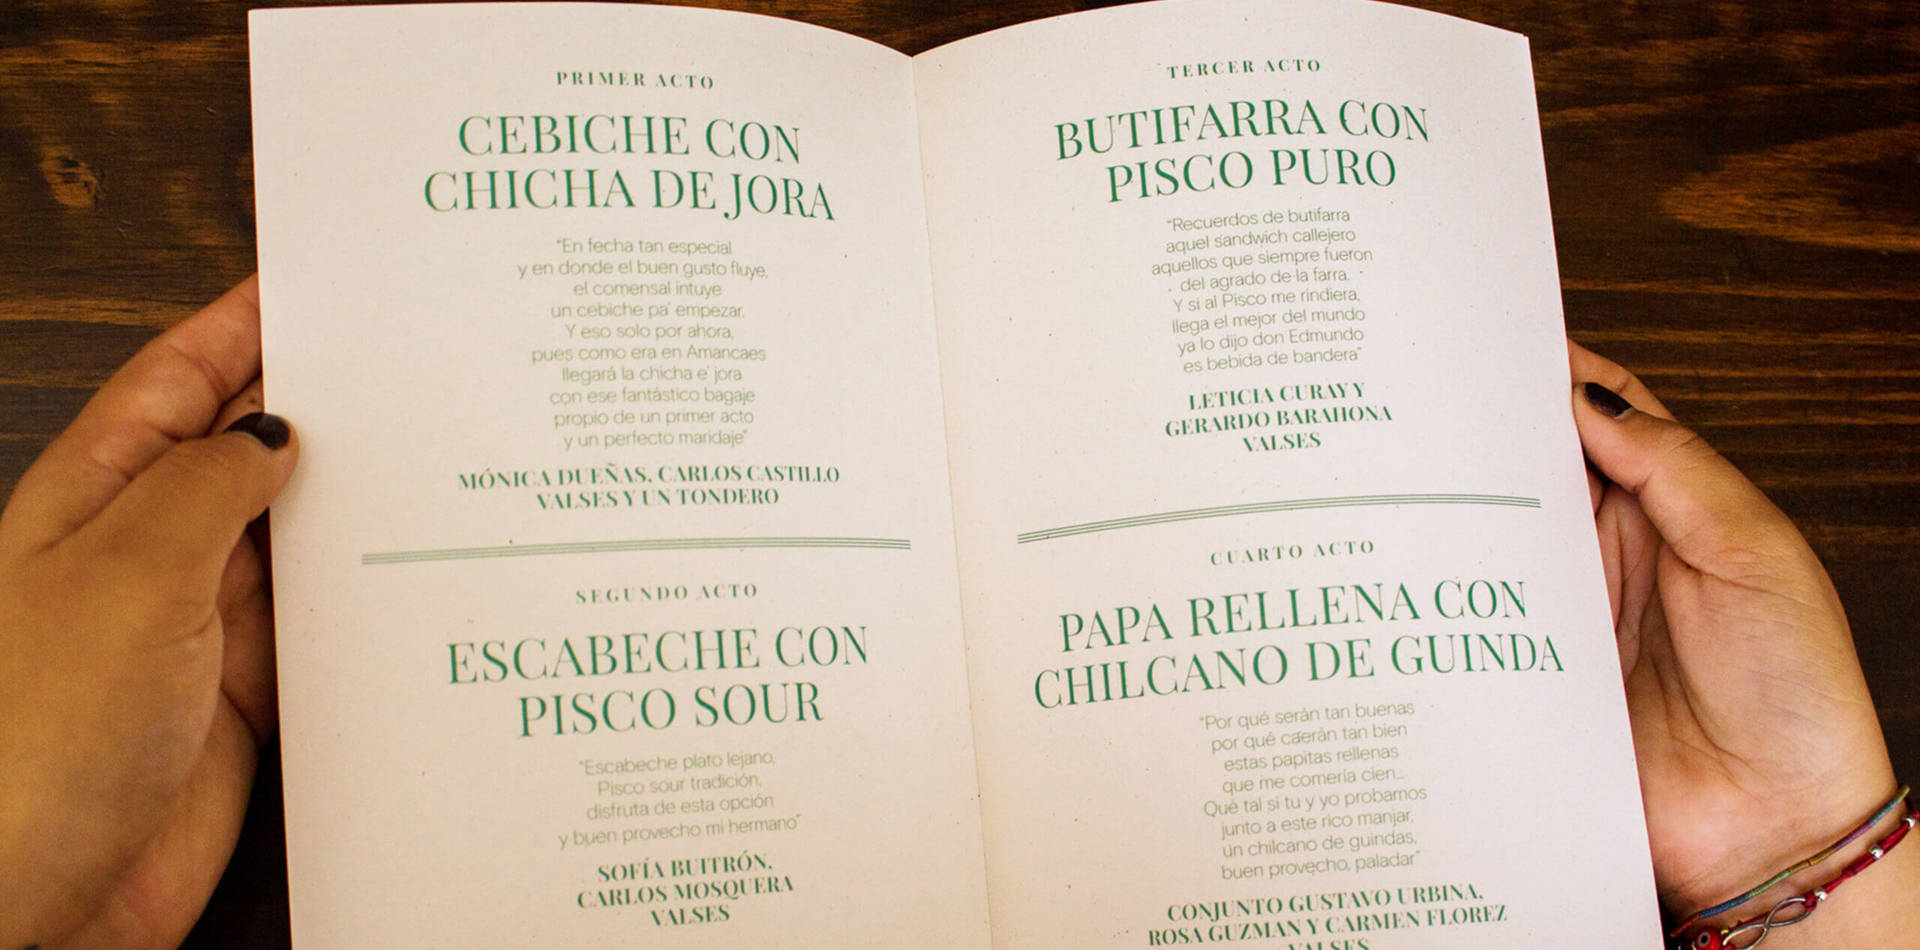 PRIMER ACTO
CEBICHE CON
CHICHA DE JORA
"En fecha tan especial
y en donde el buen gusto fluye,
el comensal intuye
un cebiche pa' empezar.
Y eso solo por ahora,
pues como era en Amancaes
llegará la chicha e' jora
con ese fantástico bagaje
propio de un primer acto
y un perfecto maridaje"
MÓNICA DUEÑAS, CARLOS CASTILLO
VALSES Y UN TONDERO
SEGUNDO ACTO
ESCABECHE CON
PISCO SOUR
"Escabeche plato lejano,
Pisco sour tradición,
disfruta de esta opción
y buen provecho mi hermano"
SOFÍA BUITRÓN,
CARLOS MOSQUERA
VALSES
TERCER ACTO
BUTIFARRA CON
PISCO PURO
"Recuerdos de butifarra
aquel sándwich callejero
aquellos que siempre fueron
del agrado de la farra.
Y si al Pisco me rindiera,
llega el mejor del mundo
ya lo dijo don Edmundo
es bebida de bandera"
LETICIA CURAY Y
GERARDO BARAHONA
VALSES
CUARTO ACTO
PAPA RELLENA CON
CHILCANO DE GUINDA
"Por qué serán tan buenas
por qué caerán tan bien
estas papitas rellenas
que me comería cien...
Qué tal si tu y yo probamos
junto a este rico manjar,
un chilcano de guindas,
buen provecho, paladar"
CONJUNTO GUSTAVO URBINA,
ROSA GUZMAN Y CARMEN FLOREZ
VALSES